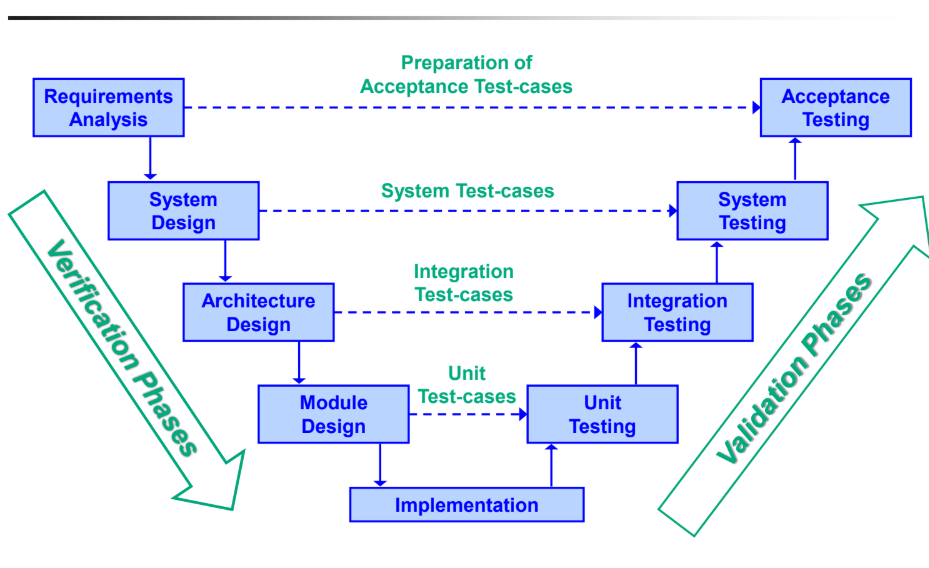 Preparation of
Acceptance Test-cases
Requirements
Analysis
Acceptance
Testing
System Test-cases
System
Design
System
Testing
Verification Phases
Validation Phases
Integration
Test-cases
Architecture
Design
Integration
Testing
Unit
Test-cases
Module
Design
Unit
Testing
Implementation